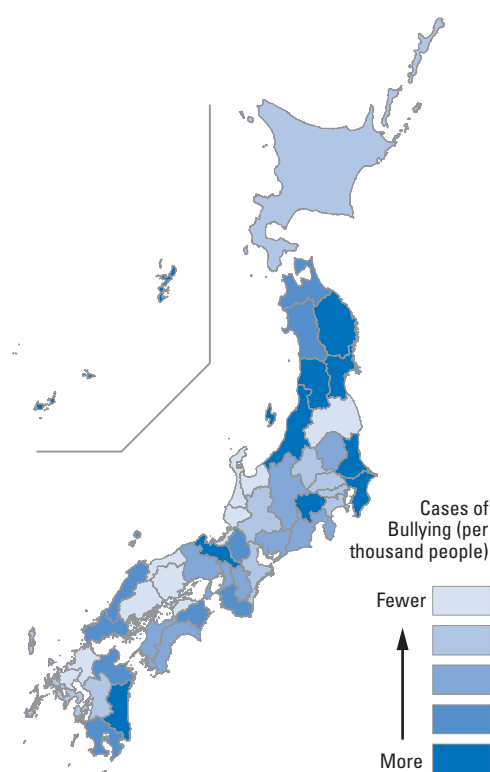 Cases of
Bullying (per
thousand people)
Fewer
More